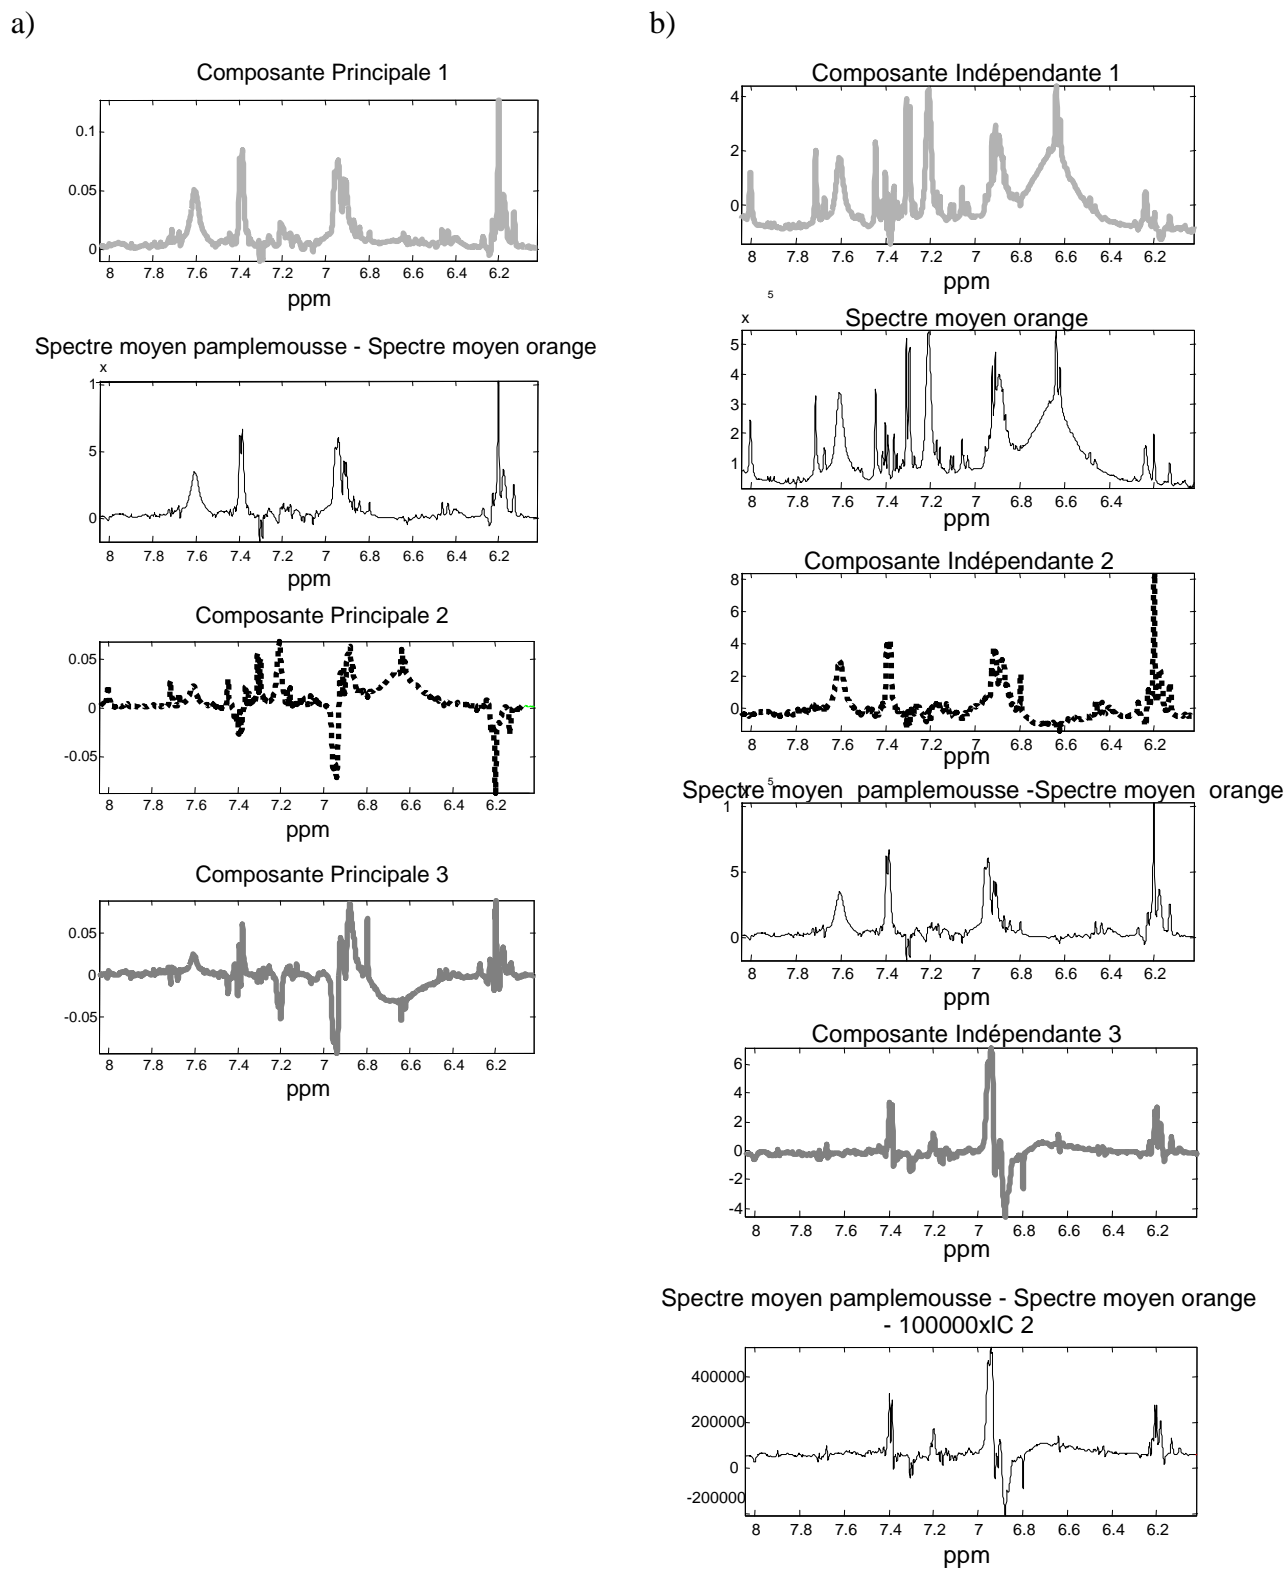 a)
Composante Principale 1
0.1
0.05
0
8 7.8 7.6 7.4 7.2 7 6.8 6.6 6.4 6.2
ppm
Spectre moyen pamplemousse - Spectre moyen orange
x
1
5
0
8 7.8 7.6 7.4 7.2 7 6.8 6.6 6.4 6.2
ppm
Composante Principale 2
0.05
0
-0.05
8 7.8 7.6 7.4 7.2 7 6.8 6.6 6.4 6.2
ppm
Composante Principale 3
0.05
0
-0.05
8 7.8 7.6 7.4 7.2 7 6.8 6.6 6.4 6.2
ppm
b)
Composante Indépendante 1
4
2
0
8 7.8 7.6 7.4 7.2 7 6.8 6.6 6.4 6.2
ppm
5
x
Spectre moyen orange
5
4
3
2
1
8 7.8 7.6 7.4 7.2 7 6.8 6.6 6.4 6.2
ppm
Composante Indépendante 2
8
6
4
2
0
8 7.8 7.6 7.4 7.2 7 6.8 6.6 6.4 6.2
ppm
5
Spectre moyen pamplemousse -Spectre moyen orange
1
5
0
8 7.8 7.6 7.4 7.2 7 6.8 6.6 6.4 6.2
ppm
Composante Indépendante 3
6
4
2
0
-2
-4
8 7.8 7.6 7.4 7.2 7 6.8 6.6 6.4 6.2
ppm
Spectre moyen pamplemousse - Spectre moyen orange
- 100000xIC 2
400000
200000
0
-200000
8 7.8 7.6 7.4 7.2 7 6.8 6.6 6.4 6.2
ppm